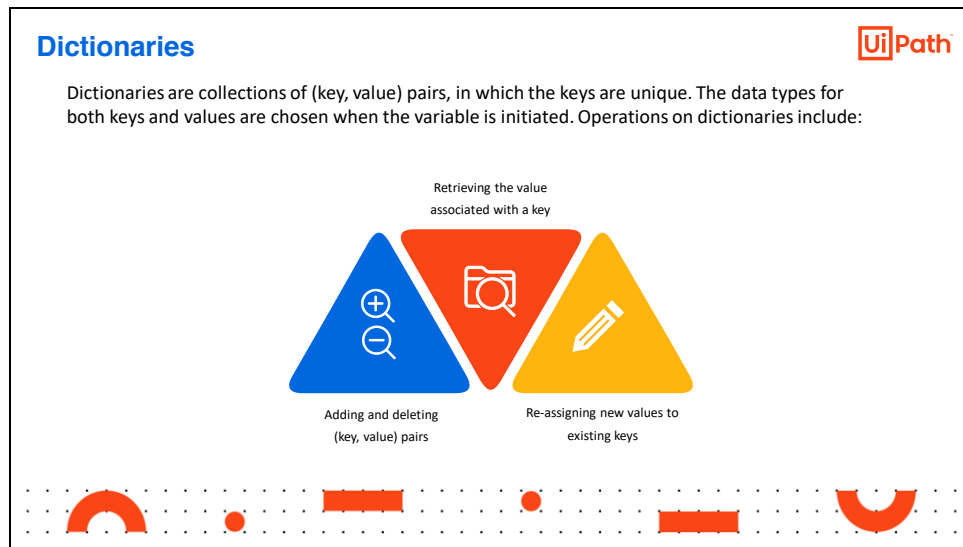 Dictionaries
UiPath
Dictionaries are collections of (key, value) pairs, in which the keys are unique. The data types for
both keys and values are chosen when the variable is initiated. Operations on dictionaries include:
Retrieving the value
associated with a key
Adding and deleting
(key, value) pairs
Re-assigning new values to
existing keys